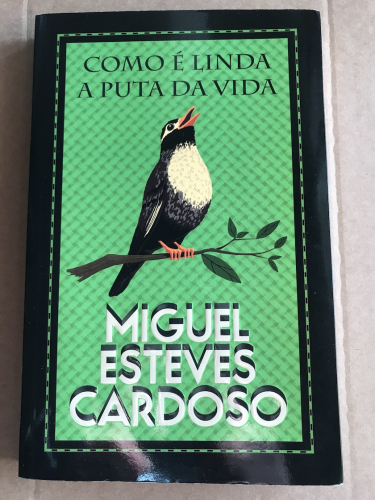 COMO É LINDA
A PUTA DA VIDA
MIGUEL
ESTEVES
CARDOSO